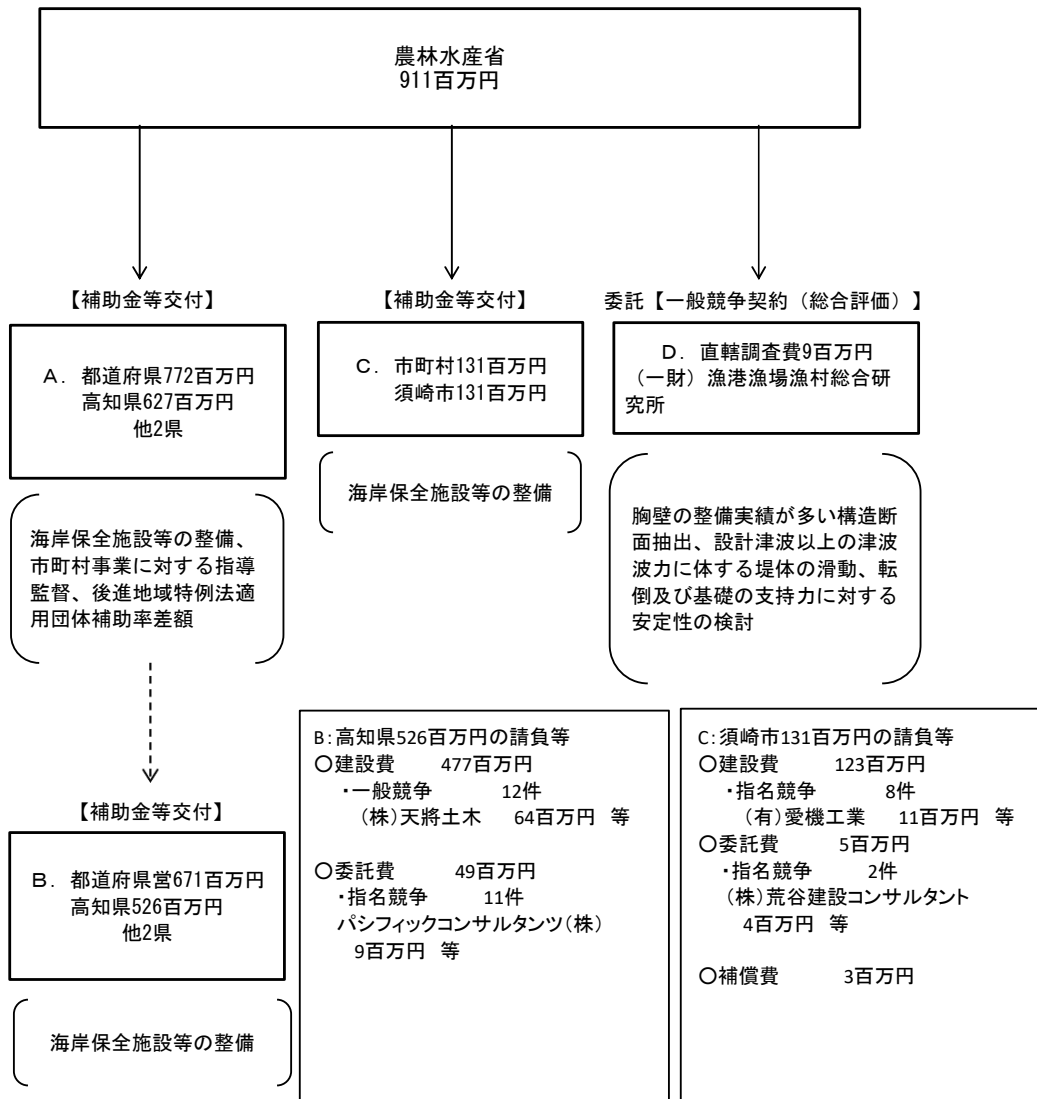 農林水産省
911百万円
【補助金等交付】
A． 都道府県772百万円
高知県627百万円
他2県
海岸保全施設等の整備、
市町村事業に対する指導
監督、後進地域特例法適
用団体補助率差額
【補助金等交付】
C． 市町村131百万円
須崎市131百万円
海岸保全施設等の整備
委託【一般競争契約（総合評価）】
D． 直轄調査費9百万円
（一財）漁港漁場漁村総合研
究所
胸壁の整備実績が多い構造断
面抽出、設計津波以上の津波
波力に体する堤体の滑動、転
倒及び基礎の支持力に対する
安定性の検討
【補助金等交付】
B． 都道府県営671百万円
高知県526百万円
他2県
海岸保全施設等の整備
B：高知県526百万円の請負等
○建設費 477百万円
・一般競争 12件
（株）天將土木 64百万円 等
○委託費 49百万円
・指名競争 11件
パシフィックコンサルタンツ（株）
9百万円 等
C：須崎市131百万円の請負等
○建設費 123百万円
・指名競争 8件
（有）愛機工業 11百万円 等
○委託費 5百万円
・指名競争 2件
（株）荒谷建設コンサルタント
4百万円 等
○補償費 3百万円